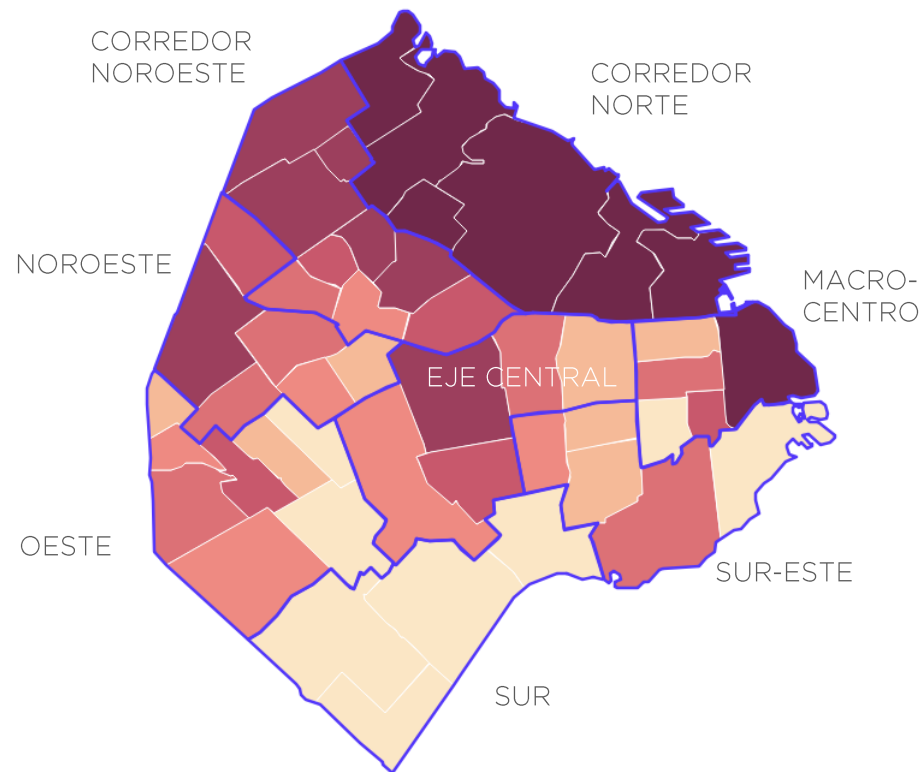 CORREDOR
NOROESTE
CORREDOR
NORTE
NOROESTE
MACRO-
CENTRO
EJE CENTRAL
OESTE
SUR-ESTE
SUR